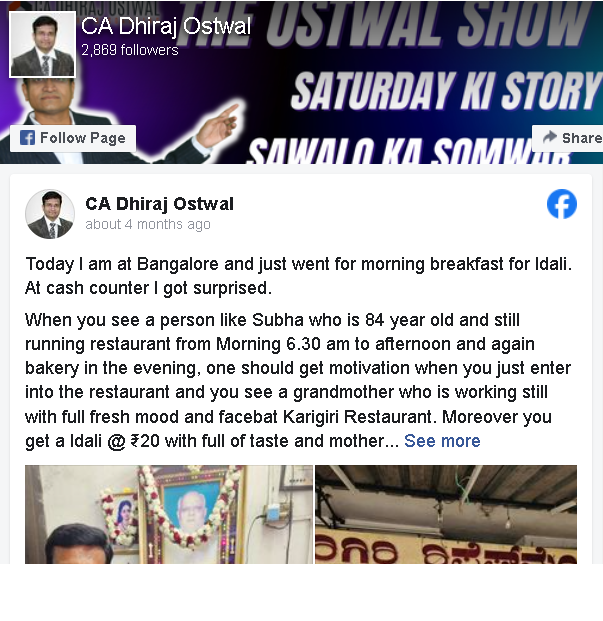 THE OSTWAL SHOW
CA Dhiraj Ostwal
2,869 followers
SATURDAY KI STORY
Follow Page
Share
SAWALO KA SOMWAR
CA Dhiraj Ostwal
about 4 months ago
Today I am at Bangalore and just went for morning breakfast for Idali.
At cash counter I got surprised.
When you see a person like Subha who is 84 year old and still
running restaurant from Morning 6.30 am to afternoon and again
bakery in the evening, one should get motivation when you just enter
into the restaurant and you see a grandmother who is working still
with full fresh mood and facebat Karigiri Restaurant. Moreover you
get a Idali @ ₹20 with full of taste and mother... See more